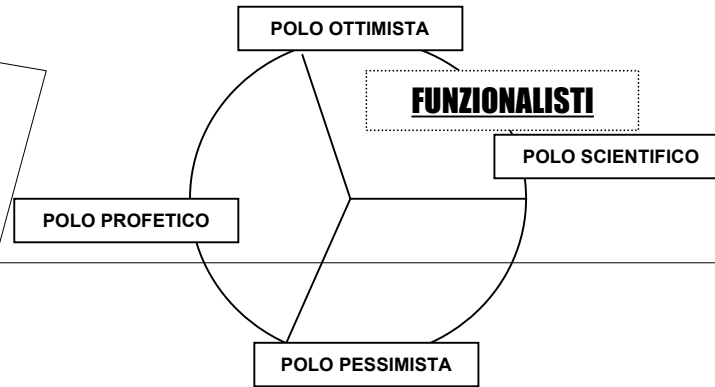 POLO OTTIMISTA
FUNZIONALISTI
POLO SCIENTIFICO
POLO PROFETICO
POLO PESSIMISTA